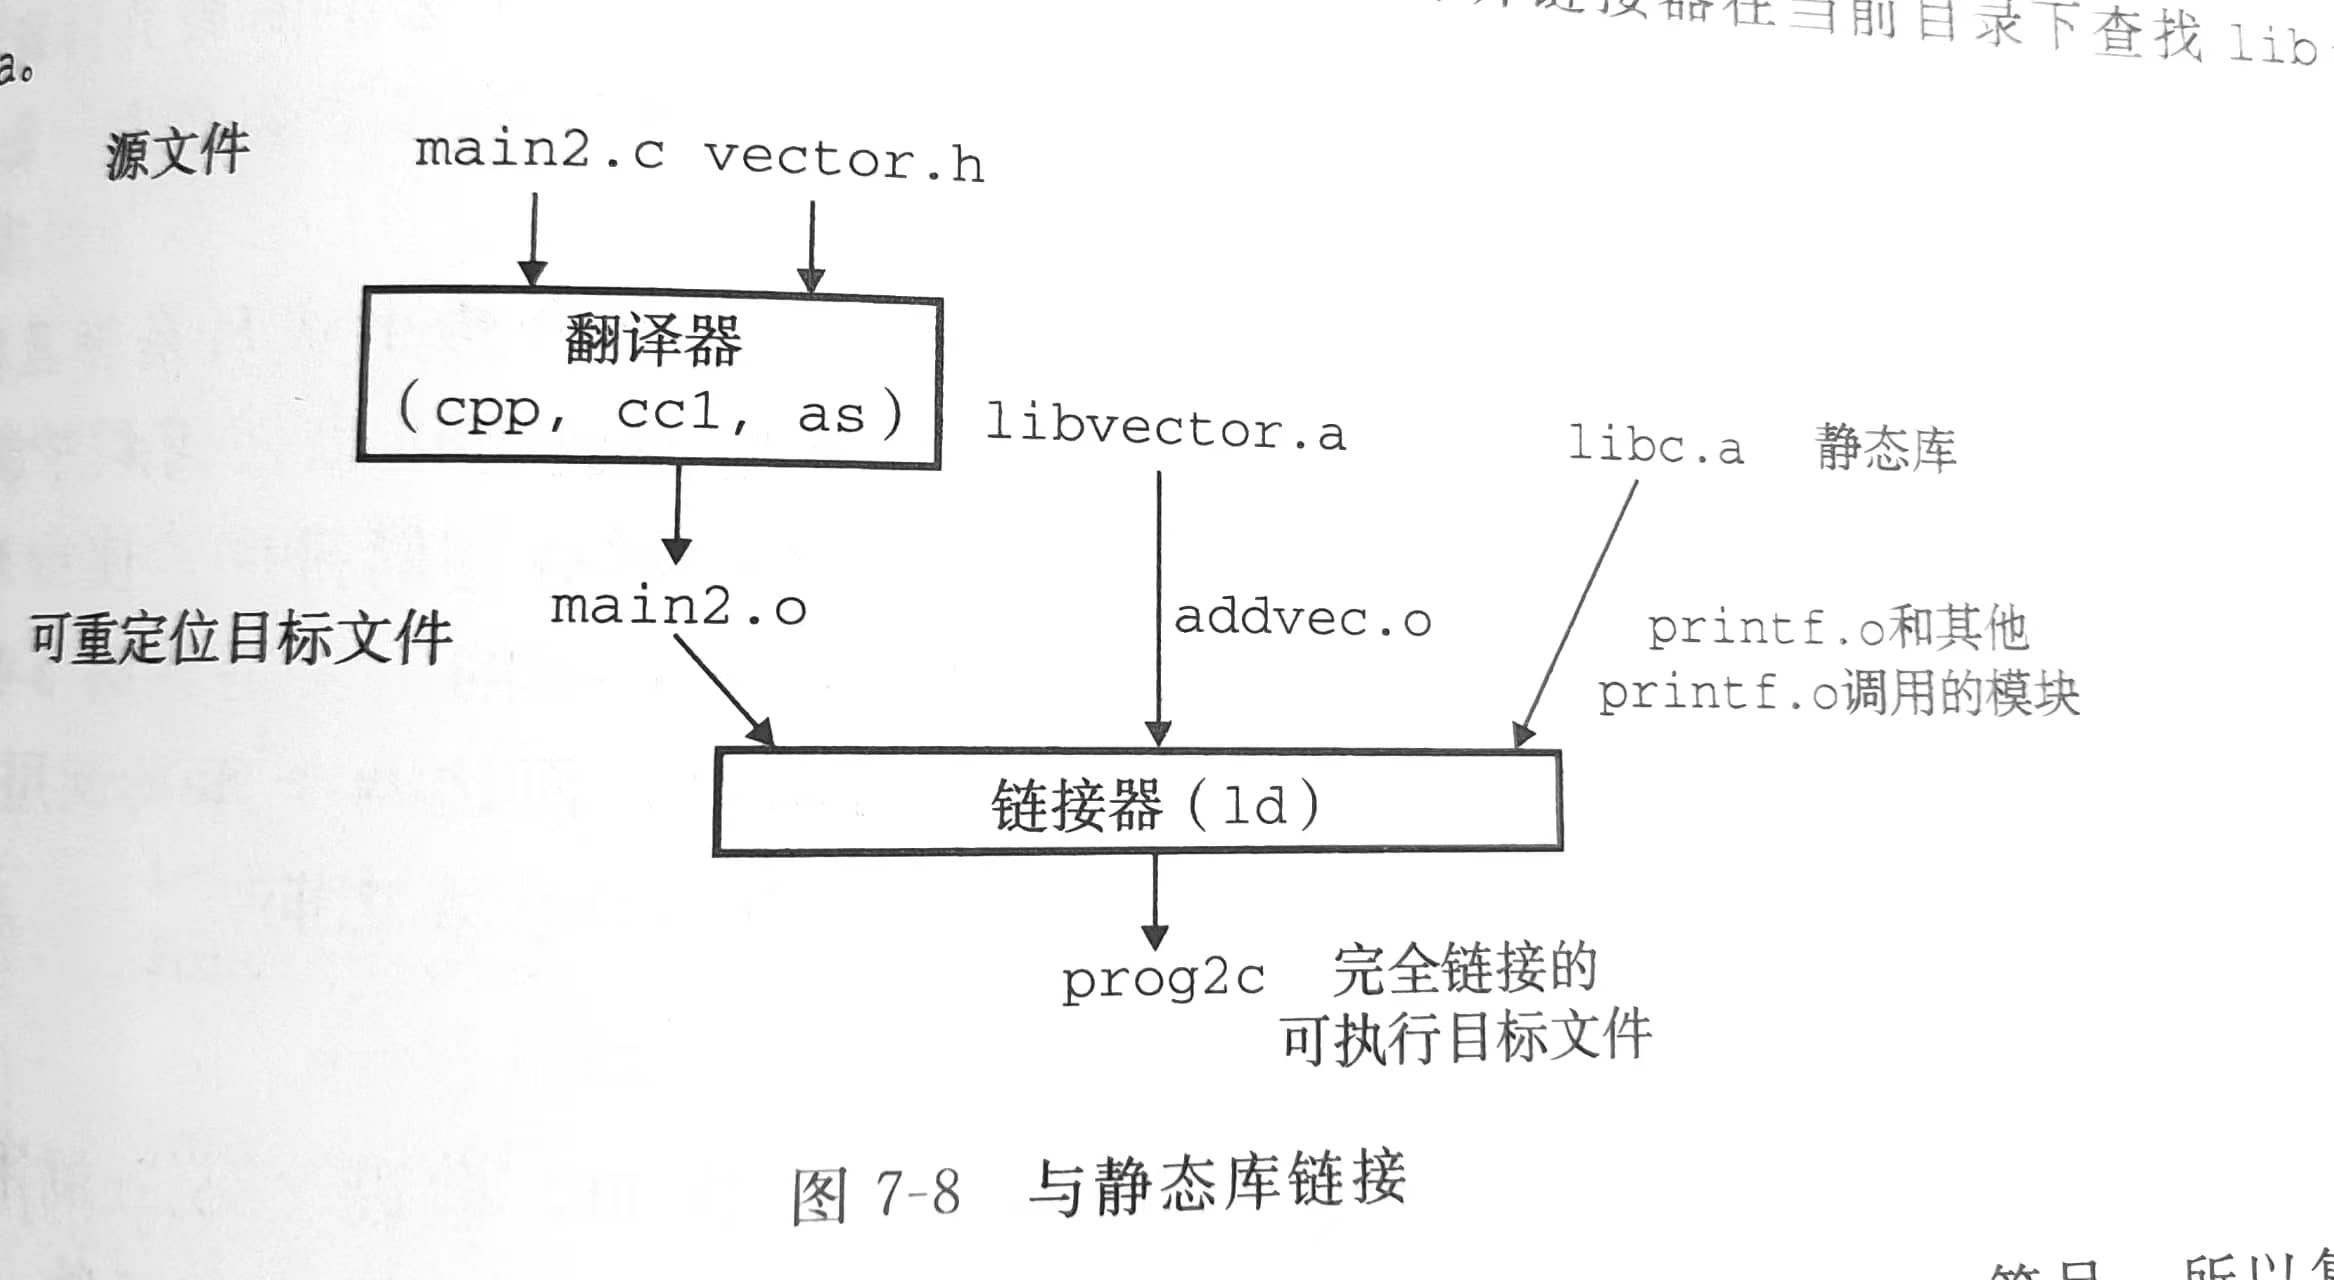 链接器在当前目录下查找 lib
a。
源文件 main2.c vector.h
翻译器
(cpp, cc1, as)
libvector.a libc.a 静态库
可重定位目标文件 main2.o addvec.o printf.o和其他
printf.o调用的模块
链接器(ld)
prog2c 完全链接的
可执行目标文件
图 7-8 与静态库链接
所以